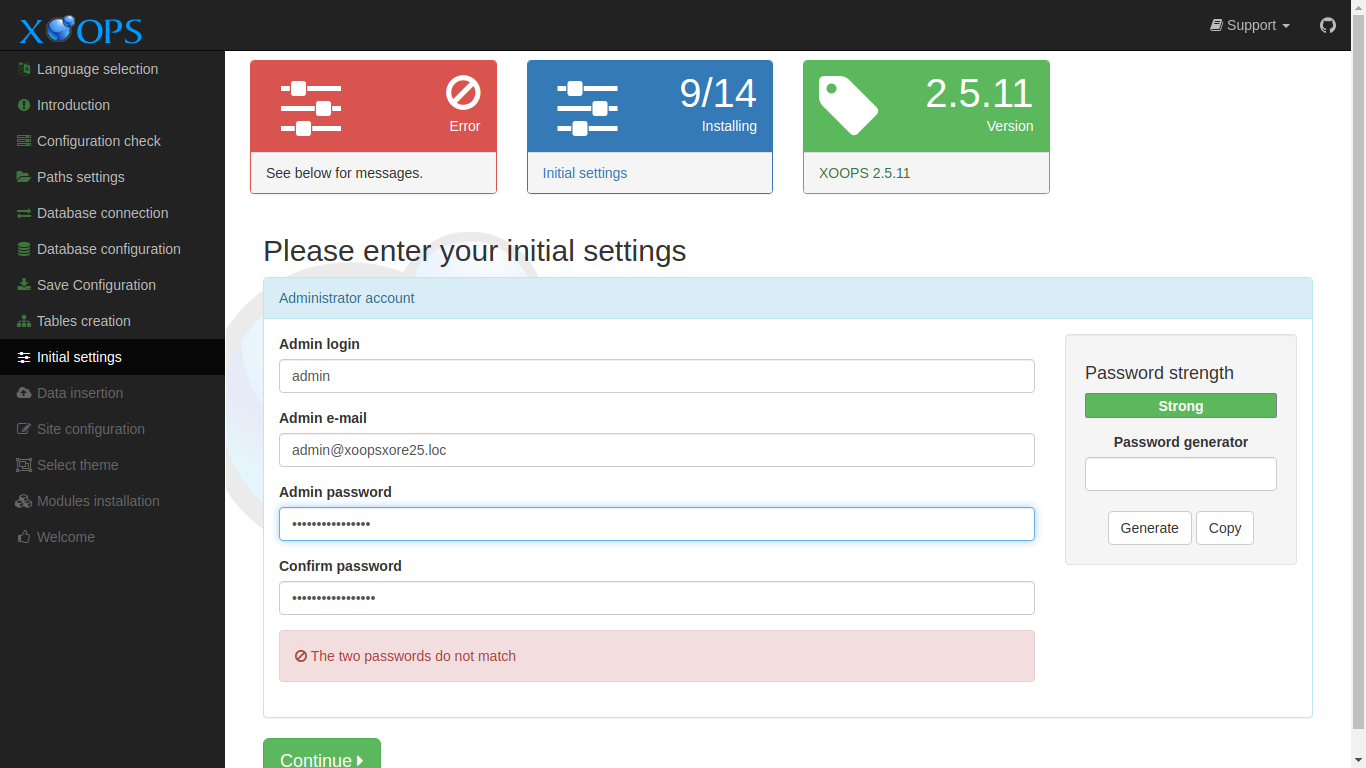 XOOPS
Support
Language selection
Introduction
Configuration check
Paths settings
Database connection
Database configuration
Save Configuration
Tables creation
Initial settings
Data insertion
Site configuration
Select theme
Modules installation
Welcome
Error
See below for messages.
9/14
Installing
Initial settings
2.5.11
Version
XOOPS 2.5.11
Please enter your initial settings
Administrator account
Admin login
admin
Admin e-mail
admin@xoopsxore25.loc
Admin password
••••••••••••••••
Confirm password
•••••••••••••••••
The two passwords do not match
Password strength
Strong
Password generator
Generate Copy
Continue